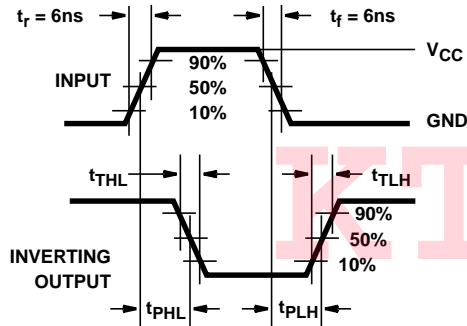 tr = 6ns
tf = 6ns
VCC
INPUT
90%
50%
10%
GND
tTHL
tTLH
90%
50%
10%
INVERTING
OUTPUT
tPHL
tPLH
KT